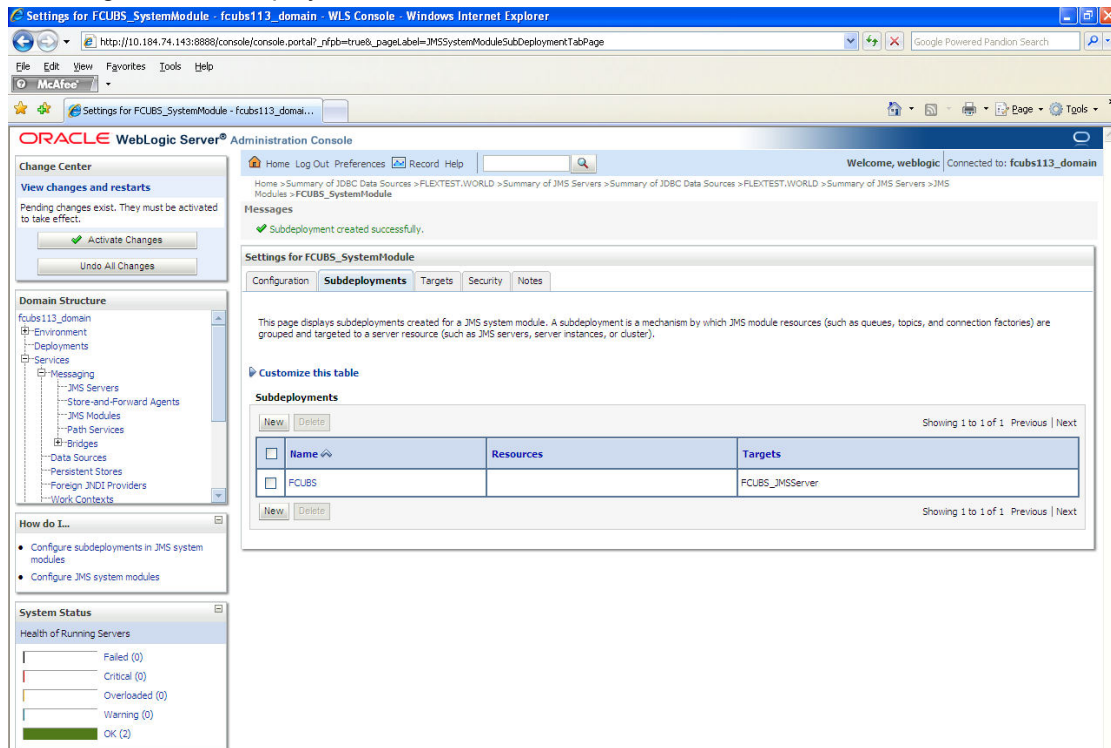 Settings for FCUBS_SystemModule - fcubs113_domain - WLS Console - Windows Internet Explorer
http://10.184.74.143:8888/console/console.portal?_nfpb=true&_pageLabel=JMSSystemModuleSubDeploymentTabPage
Google Powered Pandion Search
File Edit View Favorites Tools Help
McAfee
Settings for FCUBS_SystemModule - fcubs113_domai...
Page Tools
ORACLE WebLogic Server® Administration Console
Change Center
View changes and restarts
Pending changes exist. They must be activated
to take effect.
Activate Changes
Undo All Changes
Domain Structure
fcubs113_domain
Environment
Deployments
Services
Messaging
JMS Servers
Store-and-Forward Agents
JMS Modules
Path Services
Bridges
Data Sources
Persistent Stores
Foreign JNDI Providers
Work Contexts
How do I...
Configure subdeployments in JMS system
modules
Configure JMS system modules
System Status
Health of Running Servers
Failed (0)
Critical (0)
Overloaded (0)
Warning (0)
OK (2)
Home Log Out Preferences Record Help
Welcome, weblogic Connected to: fcubs113_domain
Home >Summary of JDBC Data Sources >FLEXTEST.WORLD >Summary of JMS Servers >Summary of JDBC Data Sources >FLEXTEST.WORLD >Summary of JMS Servers >JMS
Modules >FCUBS_SystemModule
Messages
Subdeployment created successfully.
Settings for FCUBS_SystemModule
Configuration Subdeployments Targets Security Notes
This page displays subdeployments created for a JMS system module. A subdeployment is a mechanism by which JMS module resources (such as queues, topics, and connection factories) are
grouped and targeted to a server resource (such as JMS servers, server instances, or cluster).
Customize this table
Subdeployments
New Delete Showing 1 to 1 of 1 Previous | Next
Name Resources Targets
FCUBS FCUBS_JMSServer
New Delete Showing 1 to 1 of 1 Previous | Next